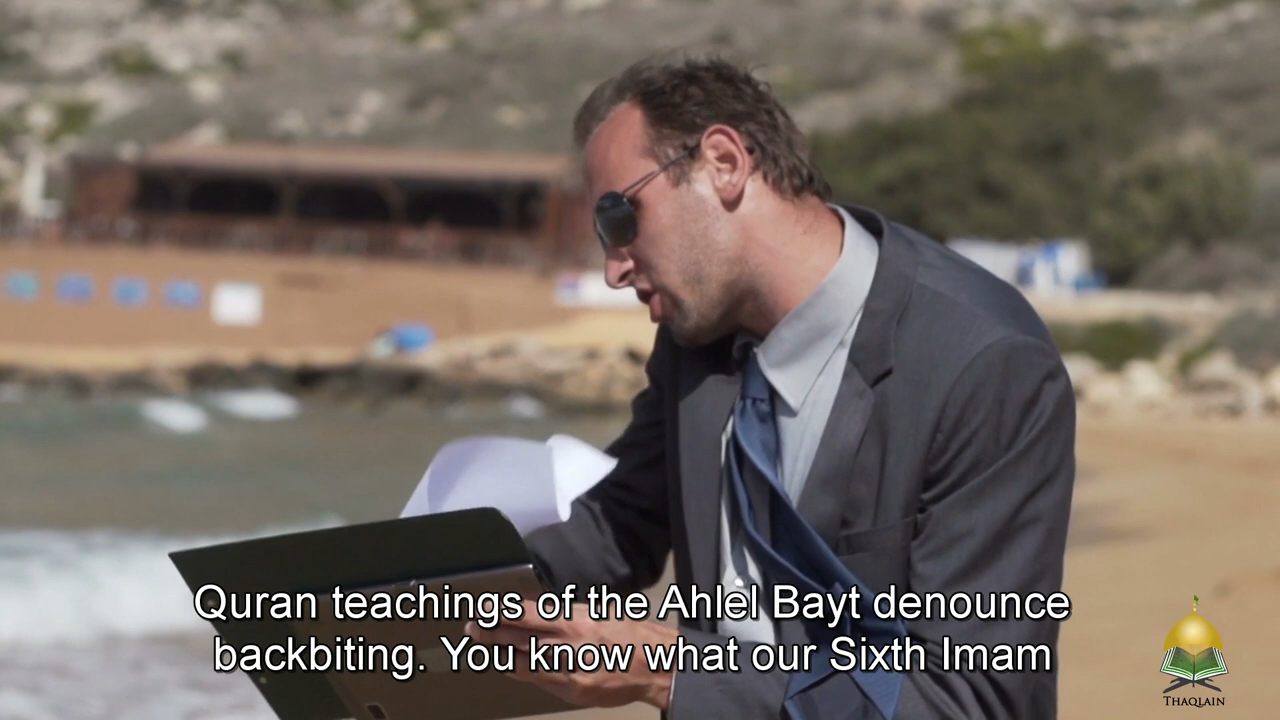 Quran teachings of the Ahlel Bayt denounce
backbiting. You know what our Sixth Imam
THAQLAIN